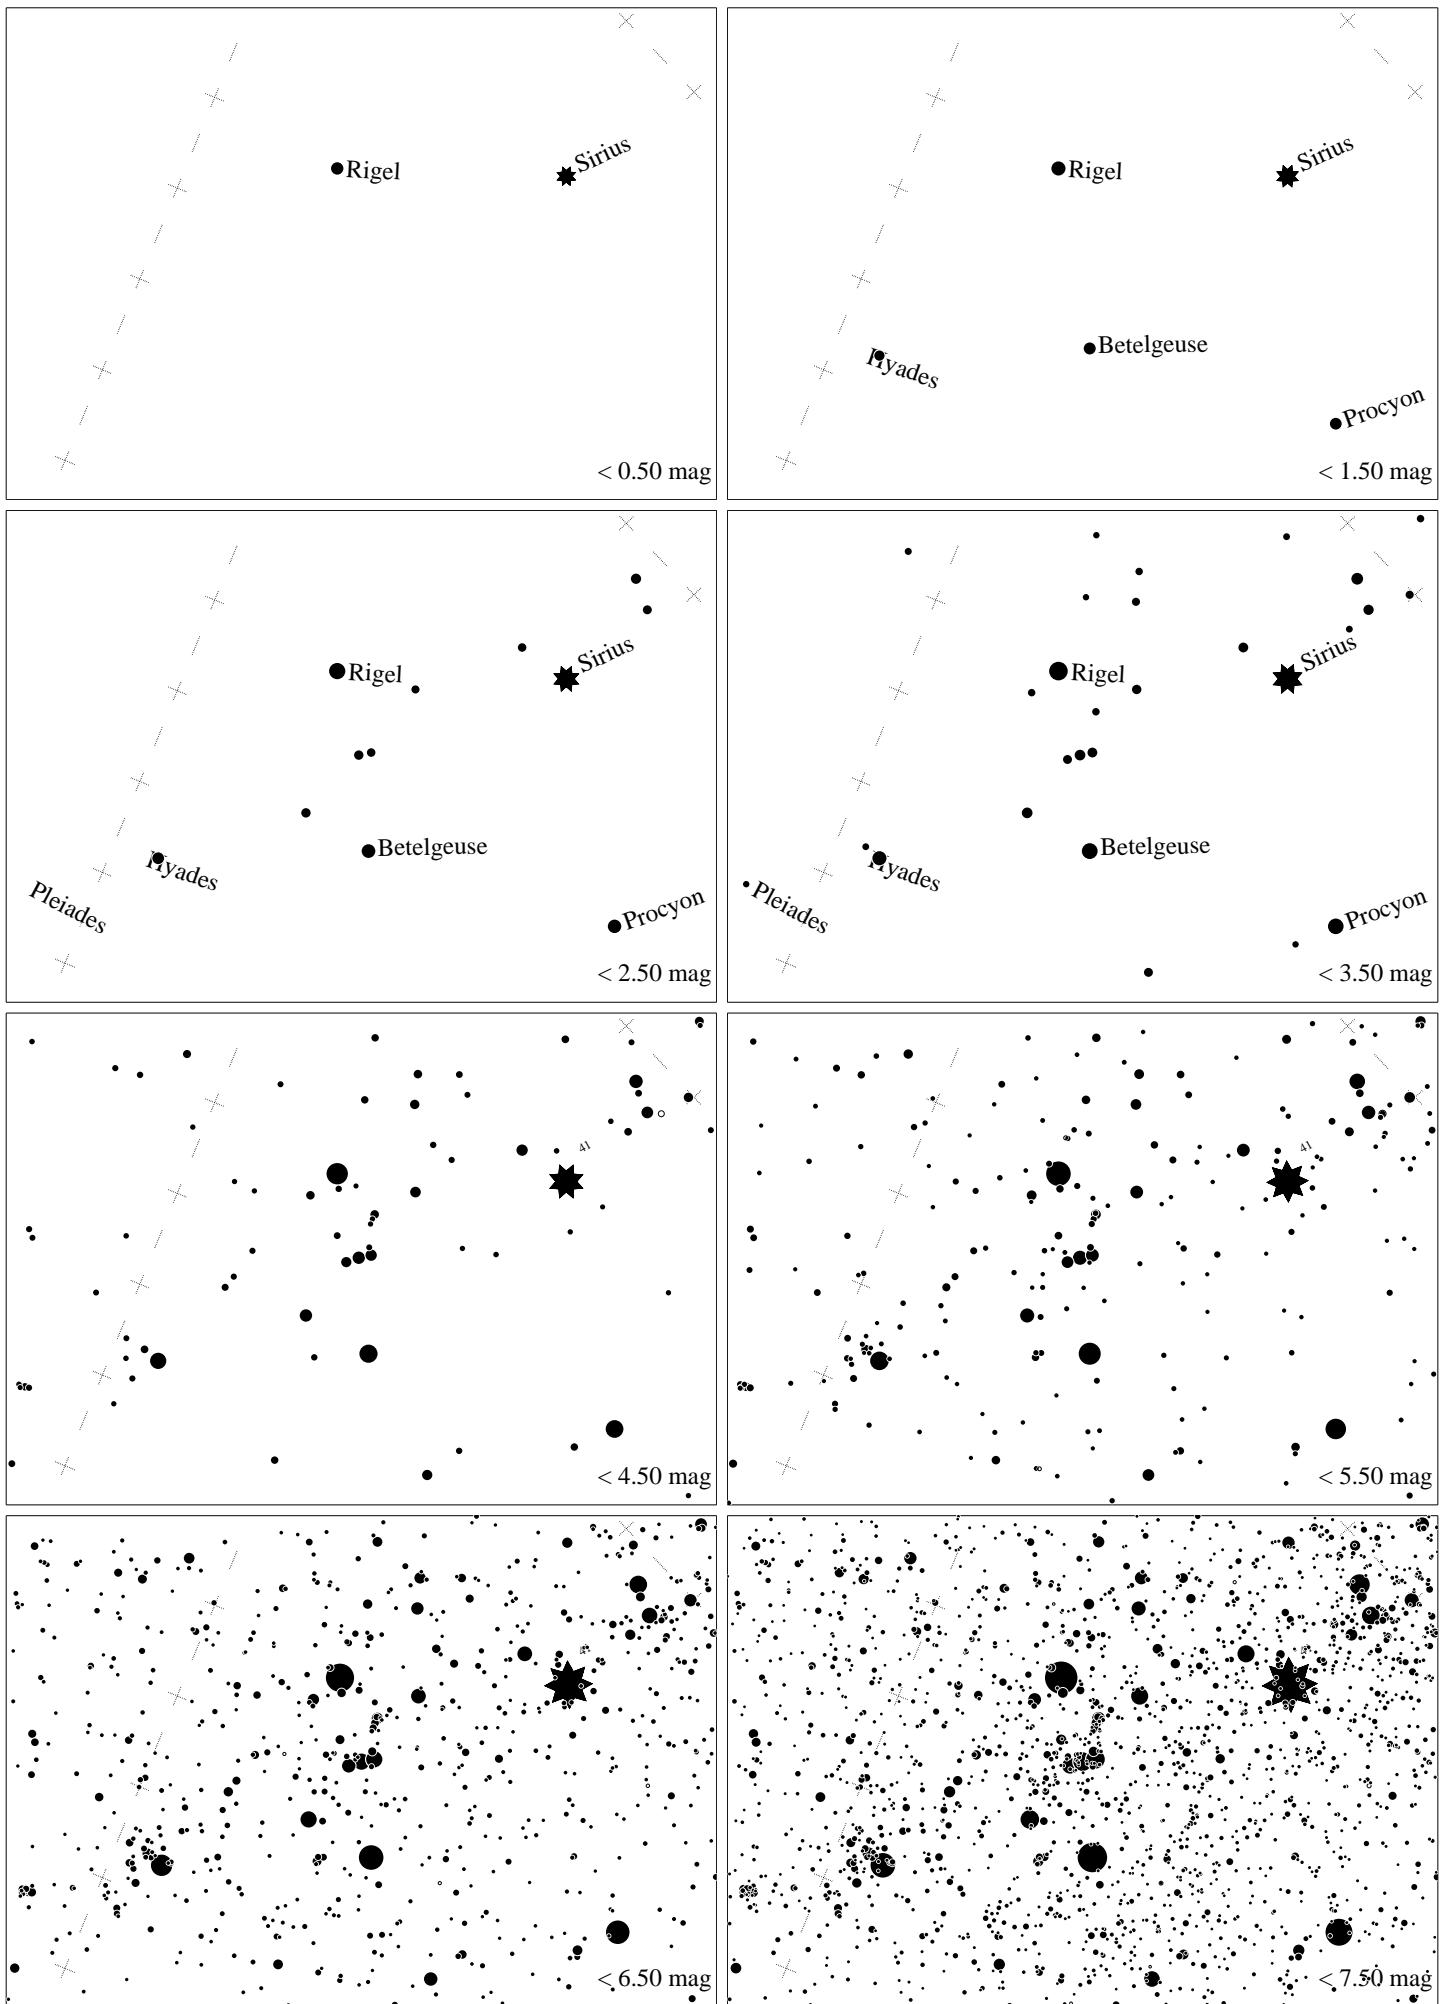 Rigel
Sirius
< 0.50 mag
Rigel
Sirius
Hyades
Betelgeuse
Procyon
< 1.50 mag
Rigel
Sirius
Hyades
Betelgeuse
Pleiades
Procyon
< 2.50 mag
Rigel
Sirius
Hyades
Betelgeuse
Pleiades
Procyon
< 3.50 mag
41
< 4.50 mag
41
< 5.50 mag
< 6.50 mag
< 7.50 mag